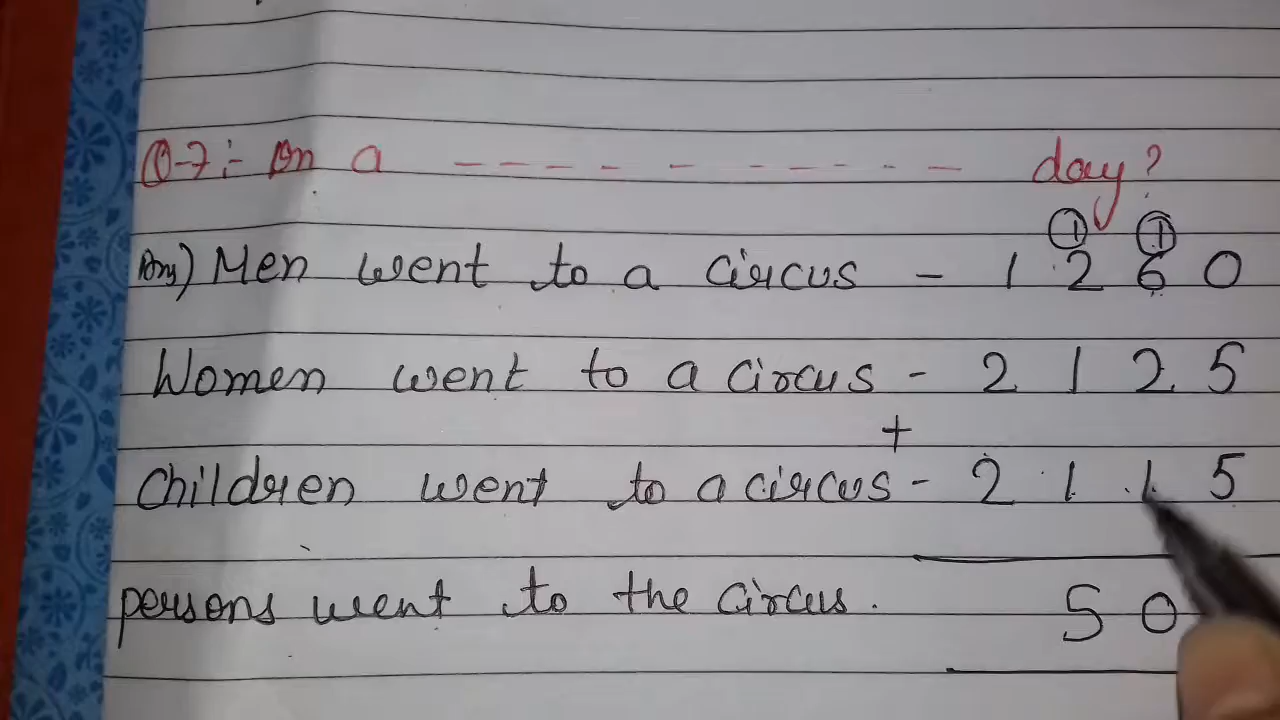 Q-7:- On a - - - - - - - - - - - day?
① ①
Ans) Men went to a circus - 1 2 6 0
Women went to a circus - 2 1 2 5
+
Children went to a circus - 2 1 1 5
persons went to the circus. 5 0